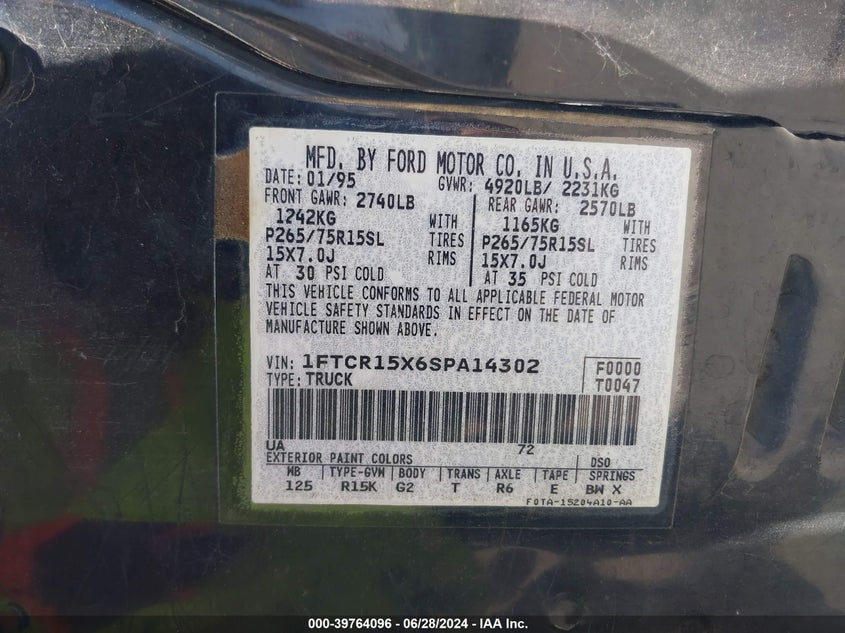 MFD. BY FORD MOTOR CO. IN U.S.A.
DATE: 01/95 GVWR: 4920LB/ 2231KG
FRONT GAWR: 2740LB REAR GAWR: 2570LB
1242KG WITH 1165KG WITH
P265/75R15SL TIRES P265/75R15SL TIRES
15X7.0J RIMS 15X7.0J RIMS
AT 30 PSI COLD AT 35 PSI COLD
THIS VEHICLE CONFORMS TO ALL APPLICABLE FEDERAL MOTOR
VEHICLE SAFETY STANDARDS IN EFFECT ON THE DATE OF
MANUFACTURE SHOWN ABOVE.
VIN: 1FTCR15X6SPA14302 F0000
TYPE: TRUCK T0047
UA 72
EXTERIOR PAINT COLORS DSO
WB TYPE-GVW BODY TRANS AXLE TAPE SPRINGS
125 R15K G2 T R6 E BW X
F0TA-15204A10-AA
000-39764096 - 06/28/2024 - IAA Inc.